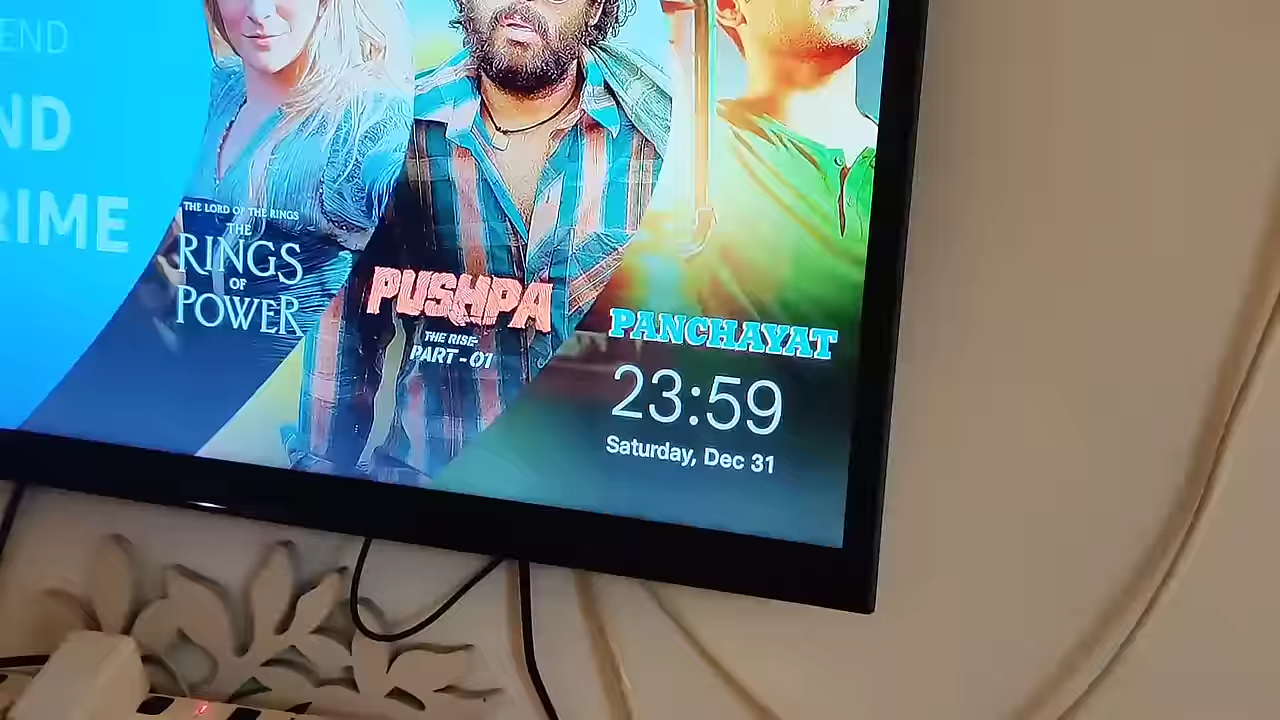 END
ND
RIME
THE LORD OF THE RINGS
THE
RINGS
OF
POWER
PUSHPA
THE RISE
PART-01
PANCHAYAT
23:59
Saturday, Dec 31